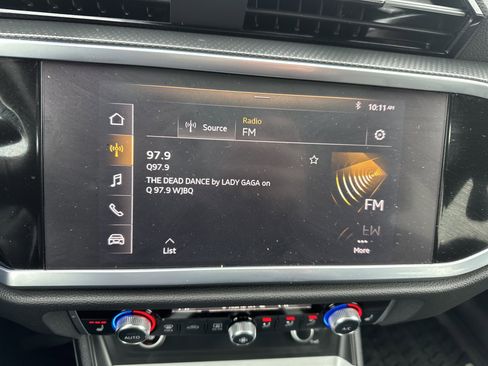 10:11 AM
Radio
Source
FM
97.9
Q97.9
THE DEAD DANCE by LADY GAGA on
Q 97.9 WJBQ
FM
List
More
AUTO
A/C